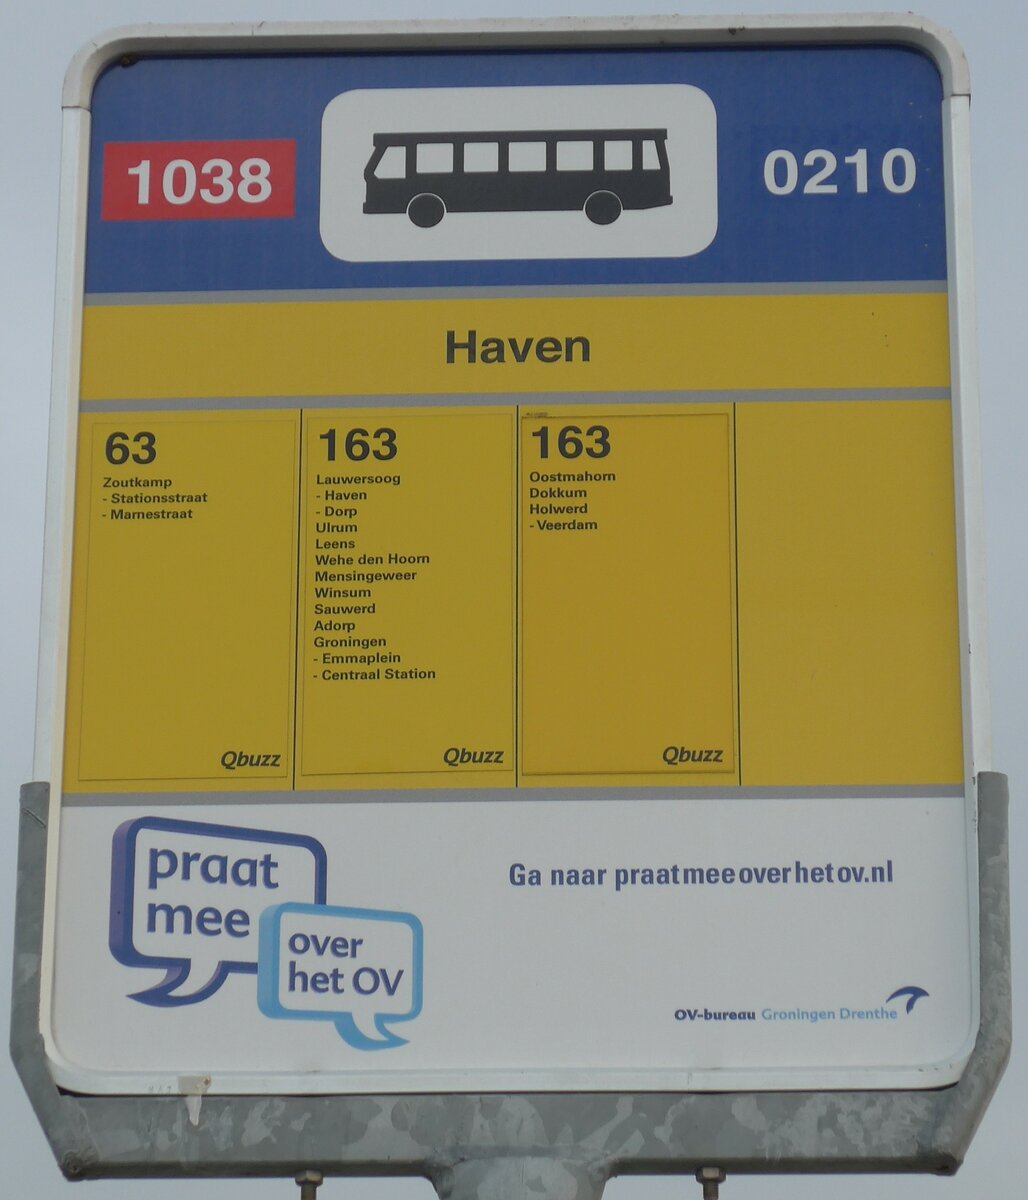 1038
0210
Haven
63
Zoutkamp
- Stationsstraat
- Marnestraat
Qbuzz
163
Lauwersoog
- Haven
- Dorp
Ulrum
Leens
Wehe den Hoorn
Mensingeweer
Winsum
Sauwerd
Adorp
Groningen
- Emmaplein
- Centraal Station
Qbuzz
163
Oostmahorn
Dokkum
Holwerd
- Veerdam
Qbuzz
praat
mee
over
het OV
Ga naar praatmeeoverhetov.nl
OV-bureau Groningen Drenthe